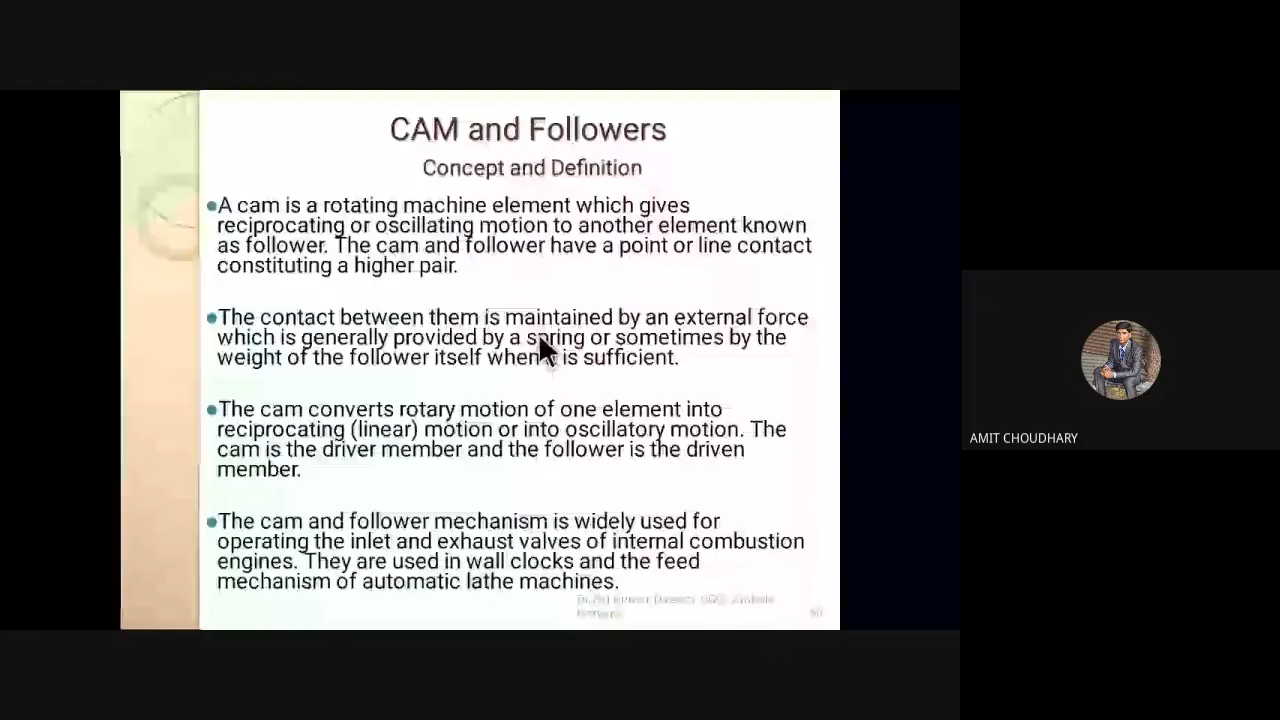 CAM and Followers
Concept and Definition
•A cam is a rotating machine element which gives
reciprocating or oscillating motion to another element known
as follower. The cam and follower have a point or line contact
constituting a higher pair.
•The contact between them is maintained by an external force
which is generally provided by a spring or sometimes by the
weight of the follower itself when is sufficient.
•The cam converts rotary motion of one element into
reciprocating (linear) motion or into oscillatory motion. The
cam is the driver member and the follower is the driven
member.
•The cam and follower mechanism is widely used for
operating the inlet and exhaust valves of internal combustion
engines. They are used in wall clocks and the feed
mechanism of automatic lathe machines.
AMIT CHOUDHARY